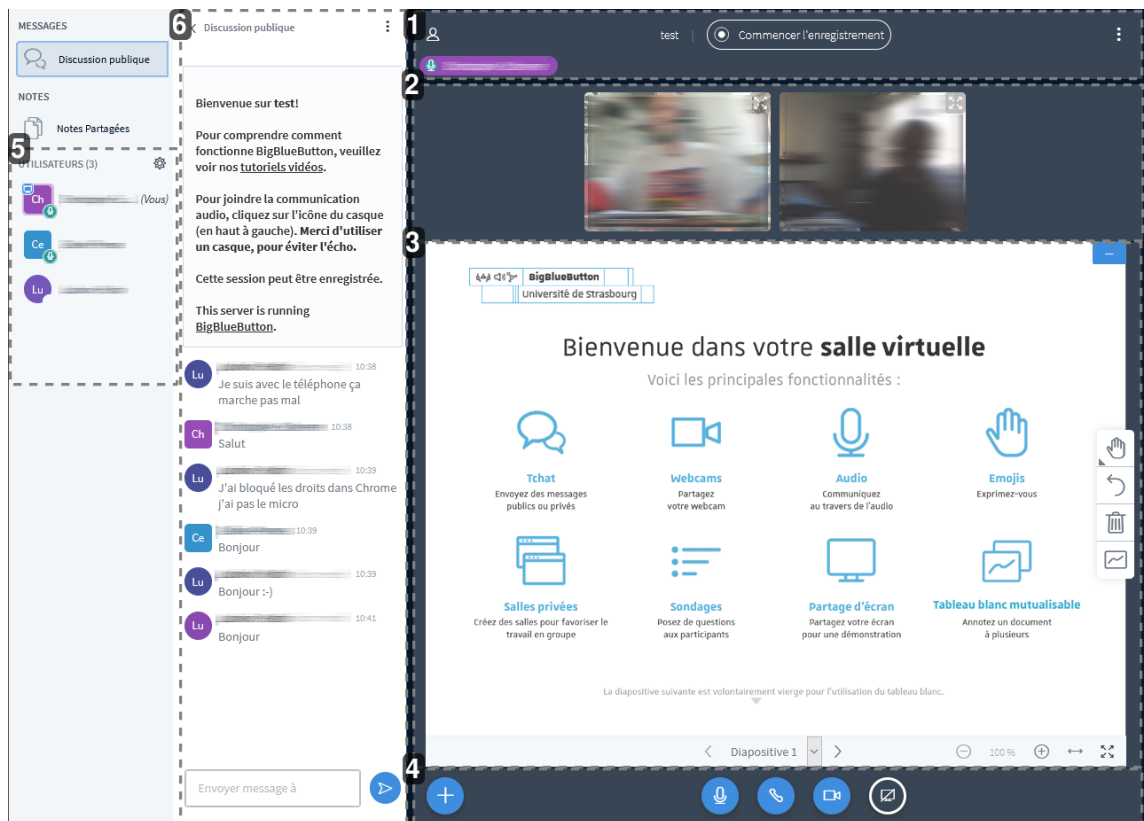 MESSAGES
Discussion publique
NOTES
Notes Partagées
5
UTILISATEURS (3)
Ch
(Vous)
Ce
Lu
6
Discussion publique
Bienvenue sur test!
Pour comprendre comment
fonctionne BigBlueButton, veuillez
voir nos tutoriels vidéos.
Pour joindre la communication
audio, cliquez sur l'icône du casque
(en haut à gauche). Merci d'utiliser
un casque, pour éviter l'écho.
Cette session peut être enregistrée.
This server is running
BigBlueButton.
Lu
10:38
Je suis avec le téléphone ça
marche pas mal
Ch
10:38
Salut
Lu
10:39
J'ai bloqué les droits dans Chrome
j'ai pas le micro
Ce
10:39
Bonjour
Lu
10:39
Bonjour :-)
Lu
10:41
Bonjour
Envoyer message à
1
test
Commencer l'enregistrement
2
3
BigBlueButton
Université de Strasbourg
Bienvenue dans votre salle virtuelle
Voici les principales fonctionnalités :
Tchat
Envoyez des messages
publics ou privés
Webcams
Partagez
votre webcam
Audio
Communiquez
au travers de l'audio
Emojis
Exprimez-vous
Salles privées
Créez des salles pour favoriser le
travail en groupe
Sondages
Posez de questions
aux participants
Partage d'écran
Partagez votre écran
pour une démonstration
Tableau blanc mutualisable
Annotez un document
à plusieurs
La diapositive suivante est volontairement vierge pour l'utilisation du tableau blanc.
Diapositive 1
100 %
4